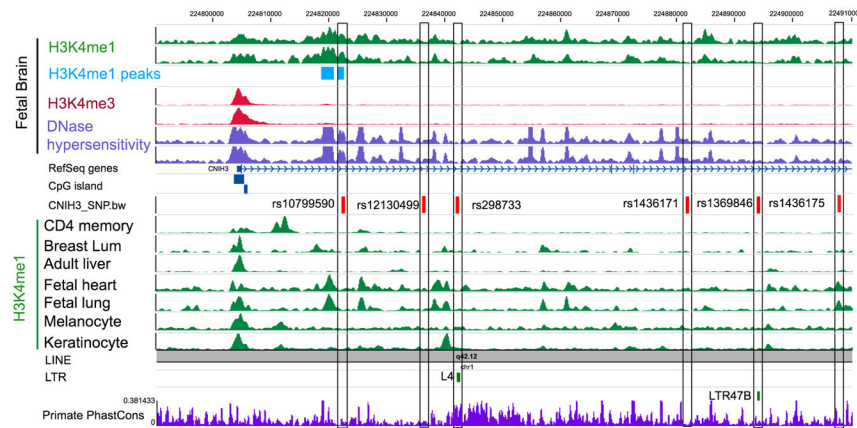 224800000 224810000 224820000 224830000 224840000 224850000 224860000 224870000 224880000 224890000 224900000 22491000
Fetal Brain
H3K4me1
H3K4me1 peaks
H3K4me3
DNase
hypersensitivity
RefSeq genes CNIH3
CpG island
CNIH3_SNP.bw rs10799590 rs12130499 rs298733 rs1436171 rs1369846 rs1436175
H3K4me1
CD4 memory
Breast Lum
Adult liver
Fetal heart
Fetal lung
Melanocyte
Keratinocyte
LINE q42.12
chr1
LTR L4
LTR47B
0.381433
Primate PhastCons 0